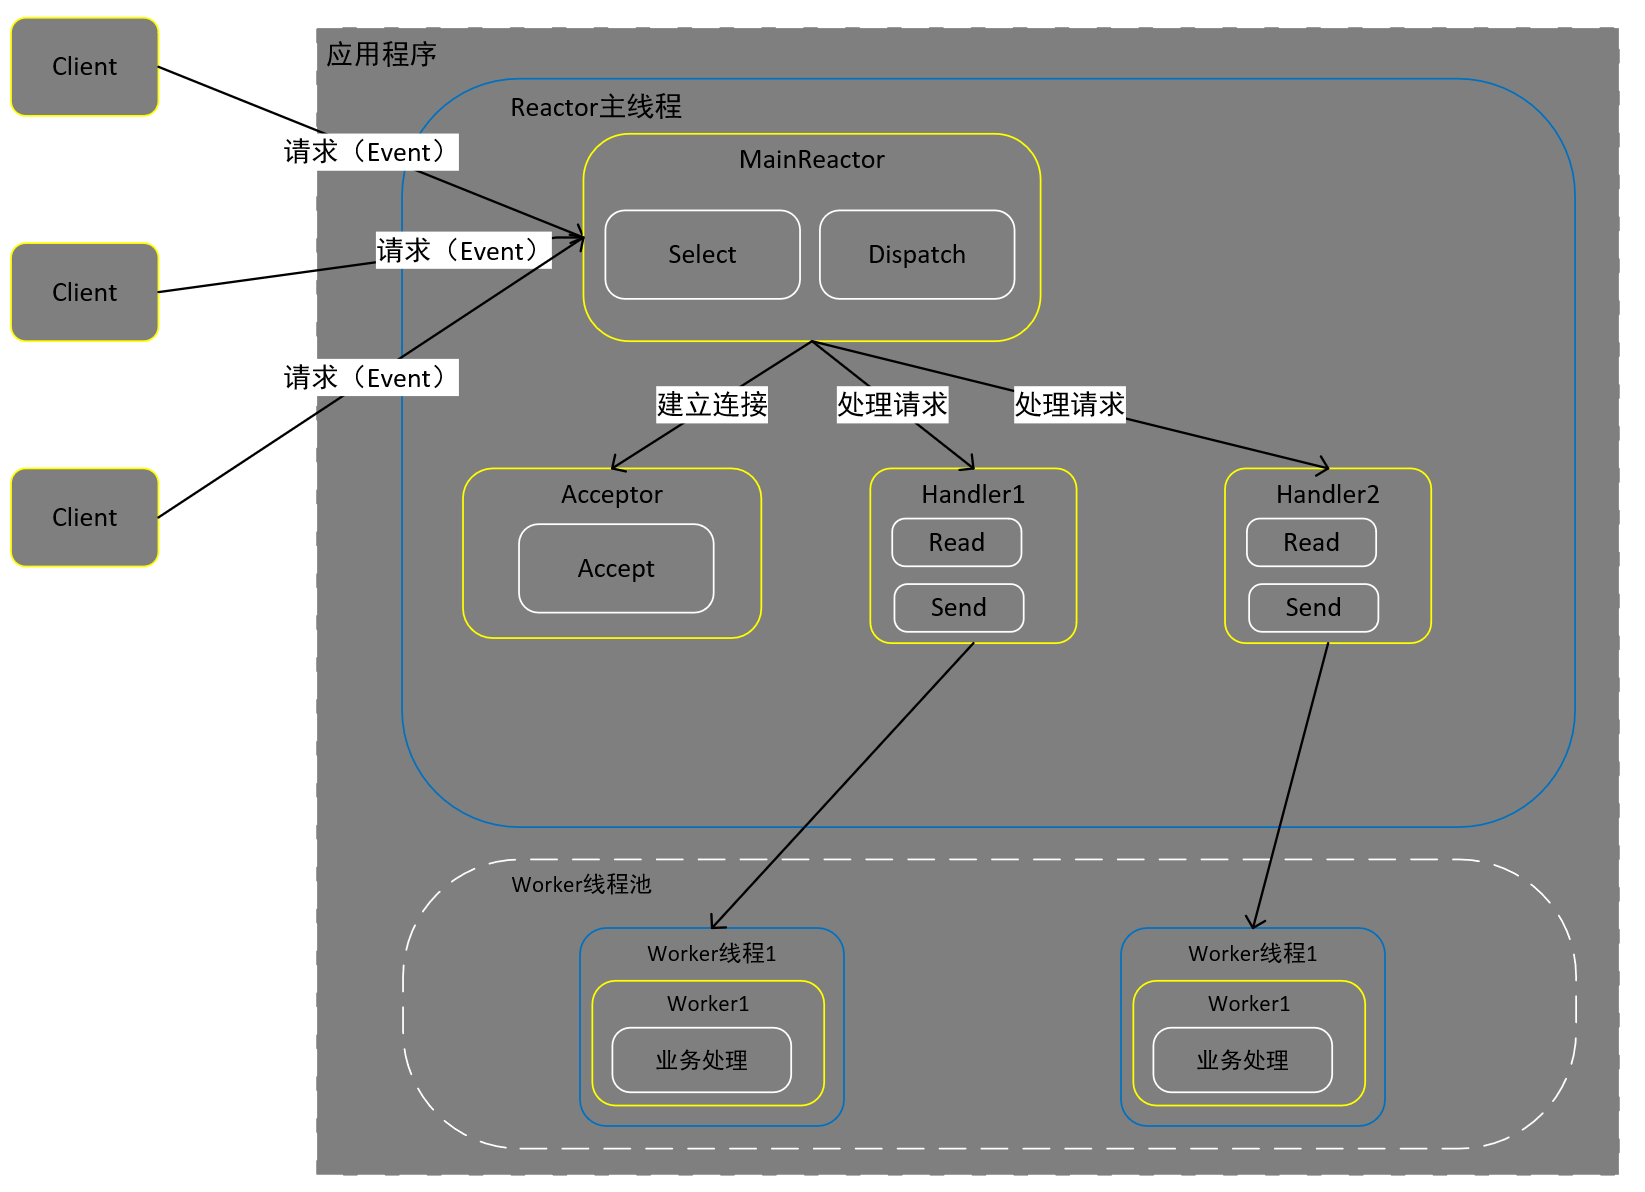 Client
应用程序
Reactor主线程
请求（Event）
MainReactor
Client
请求（Event）
Select
Dispatch
请求（Event）
建立连接
处理请求
处理请求
Client
Acceptor
Accept
Handler1
Read
Send
Handler2
Read
Send
Worker线程池
Worker线程1
Worker1
业务处理
Worker线程1
Worker1
业务处理